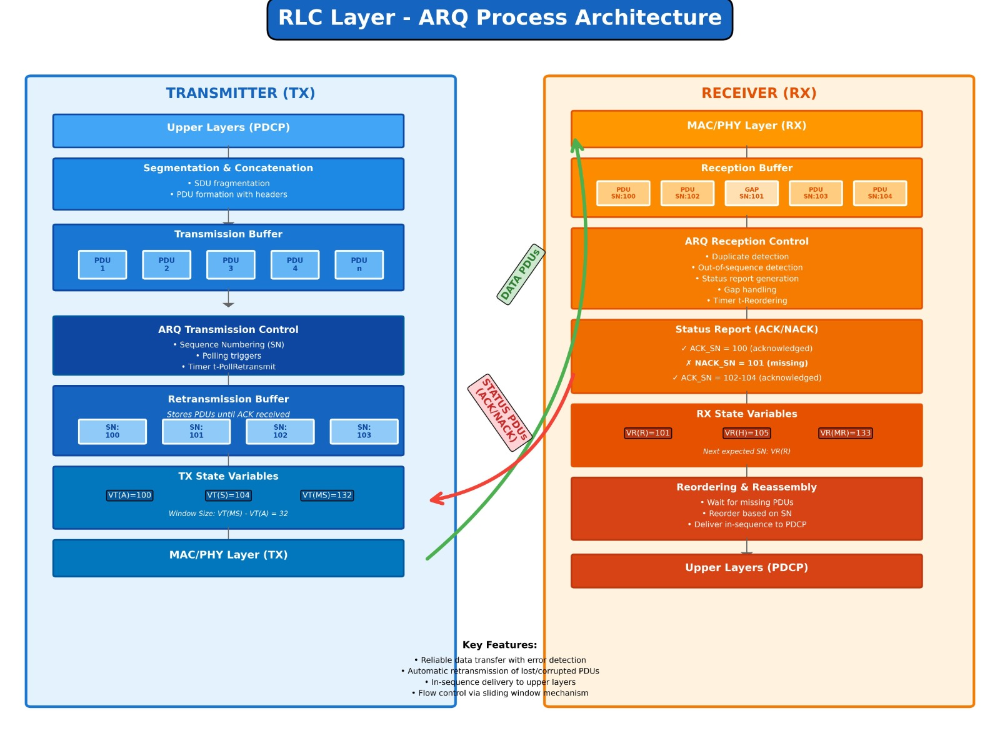 RLC Layer - ARQ Process Architecture
TRANSMITTER (TX)
Upper Layers (PDCP)
Segmentation & Concatenation
• SDU fragmentation
• PDU formation with headers
Transmission Buffer
PDU
1
PDU
2
PDU
3
PDU
4
PDU
n
ARQ Transmission Control
• Sequence Numbering (SN)
• Polling triggers
• Timer t-PollRetransmit
Retransmission Buffer
Stores PDUs until ACK received
SN:
100
SN:
101
SN:
102
SN:
103
TX State Variables
VT(A)=100
VT(S)=104
VT(MS)=132
Window Size: VT(MS) - VT(A) = 32
MAC/PHY Layer (TX)
DATA PDUs
STATUS PDUs
(ACK/NACK)
RECEIVER (RX)
MAC/PHY Layer (RX)
Reception Buffer
PDU
SN:100
PDU
SN:102
GAP
SN:101
PDU
SN:103
PDU
SN:104
ARQ Reception Control
• Duplicate detection
• Out-of-sequence detection
• Status report generation
• Gap handling
• Timer t-Reordering
Status Report (ACK/NACK)
✓ ACK_SN = 100 (acknowledged)
✗ NACK_SN = 101 (missing)
✓ ACK_SN = 102-104 (acknowledged)
RX State Variables
VR(R)=101
VR(H)=105
VR(MR)=133
Next expected SN: VR(R)
Reordering & Reassembly
• Wait for missing PDUs
• Reorder based on SN
• Deliver in-sequence to PDCP
Upper Layers (PDCP)
Key Features:
• Reliable data transfer with error detection
• Automatic retransmission of lost/corrupted PDUs
• In-sequence delivery to upper layers
• Flow control via sliding window mechanism